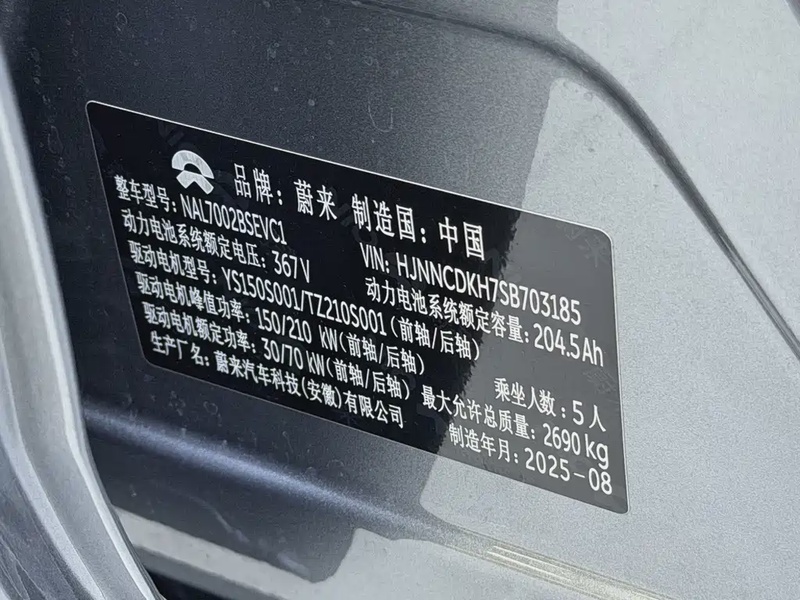 品牌：蔚来 制造国：中国
整车型号：NAL7002BSEVC1 VIN: HJNNCDKH7SB703185
动力电池系统额定电压：367V 动力电池系统额定容量：204.5Ah
驱动电机型号：YS150S001/TZ210S001（前轴/后轴）
驱动电机峰值功率：150/210 kW（前轴/后轴） 乘坐人数：5人
驱动电机额定功率：30/70 kW（前轴/后轴） 最大允许总质量：2690kg
生产厂名：蔚来汽车科技(安徽)有限公司 制造年月：2025-08